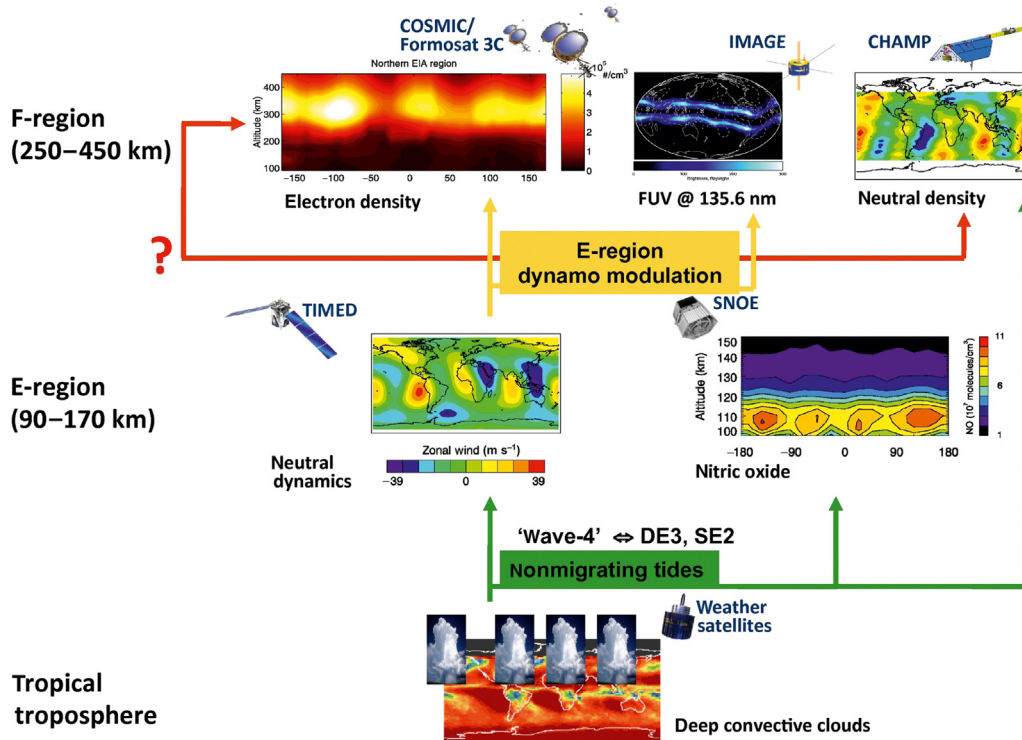 COSMIC/
Formosat 3C
IMAGE
CHAMP
Northern EIA region
× 10⁵
#/cm³
Altitude (km)
400
300
200
100
4
3
2
1
0
−150
−100
−50
0
50
100
150
F-region
(250–450 km)
Electron density
FUV @ 135.6 nm
Neutral density
?
E-region
dynamo modulation
TIMED
SNOE
E-region
(90–170 km)
Altitude (km)
150
140
130
120
110
100
−180
−90
0
90
180
11
6
1
NO (10⁷ molecules/cm³)
Neutral
dynamics
Zonal wind (m s⁻¹)
−39
0
39
Nitric oxide
'Wave-4' ⇔ DE3, SE2
Nonmigrating tides
Weather
satellites
Tropical
troposphere
Deep convective clouds